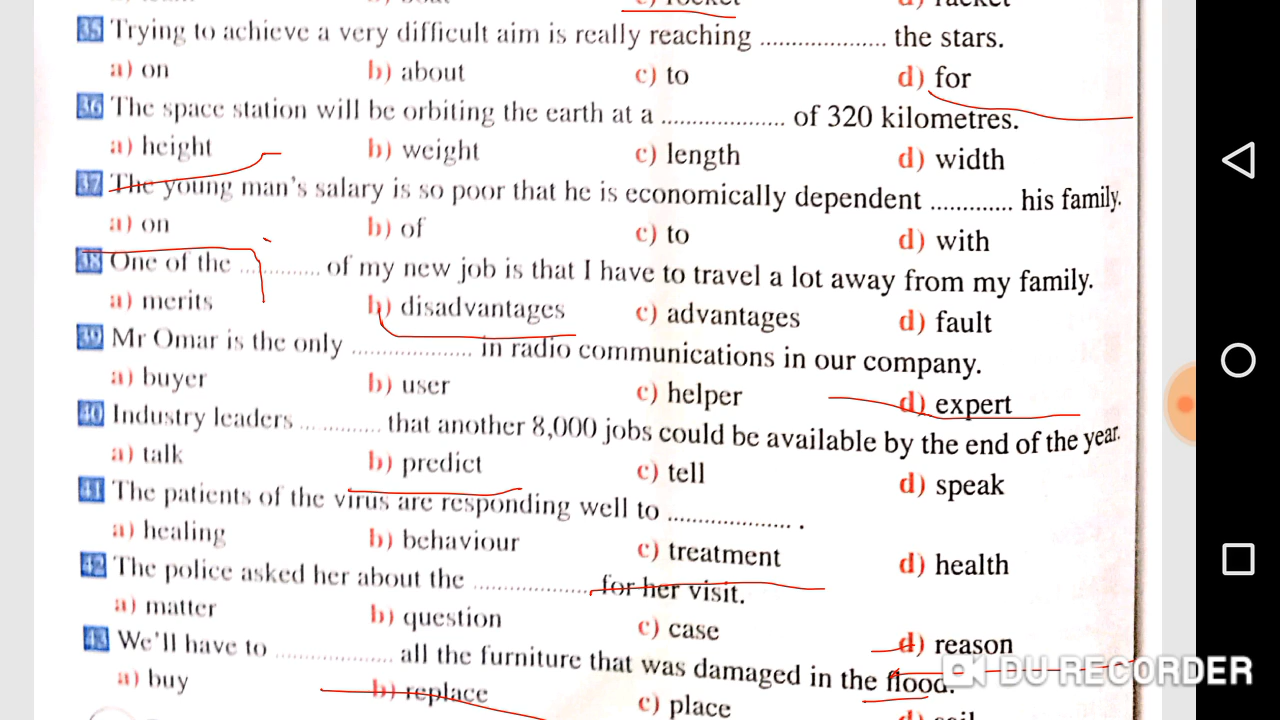 c) rocket d) racket
35 Trying to achieve a very difficult aim is really reaching .................... the stars.
a) on b) about c) to d) for
36 The space station will be orbiting the earth at a .................... of 320 kilometres.
a) height b) weight c) length d) width
37 The young man's salary is so poor that he is economically dependent ............. his family.
a) on b) of c) to d) with
38 One of the ............. of my new job is that I have to travel a lot away from my family.
a) merits b) disadvantages c) advantages d) fault
39 Mr Omar is the only .................... in radio communications in our company.
a) buyer b) user c) helper d) expert
40 Industry leaders ............. that another 8,000 jobs could be available by the end of the year.
a) talk b) predict c) tell d) speak
41 The patients of the virus are responding well to .................... .
a) healing b) behaviour c) treatment d) health
42 The police asked her about the .................... for her visit.
a) matter b) question c) case d) reason
43 We'll have to .................... all the furniture that was damaged in the flood.
DU RECORDER
a) buy b) replace c) place